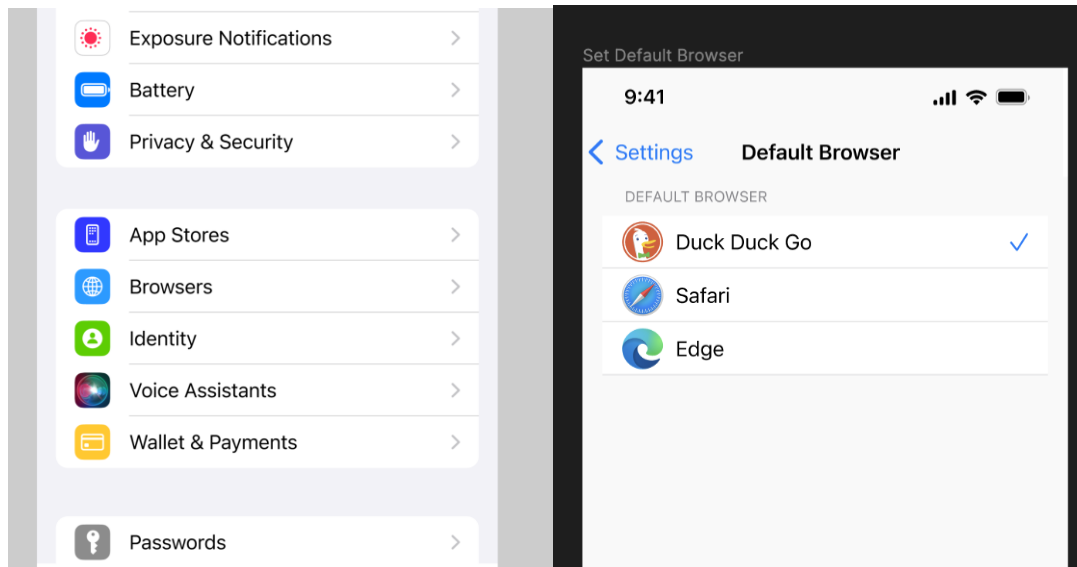 Exposure Notifications
Battery
Privacy & Security
App Stores
Browsers
Identity
Voice Assistants
Wallet & Payments
Passwords
Set Default Browser
9:41
Settings Default Browser
DEFAULT BROWSER
Duck Duck Go
Safari
Edge